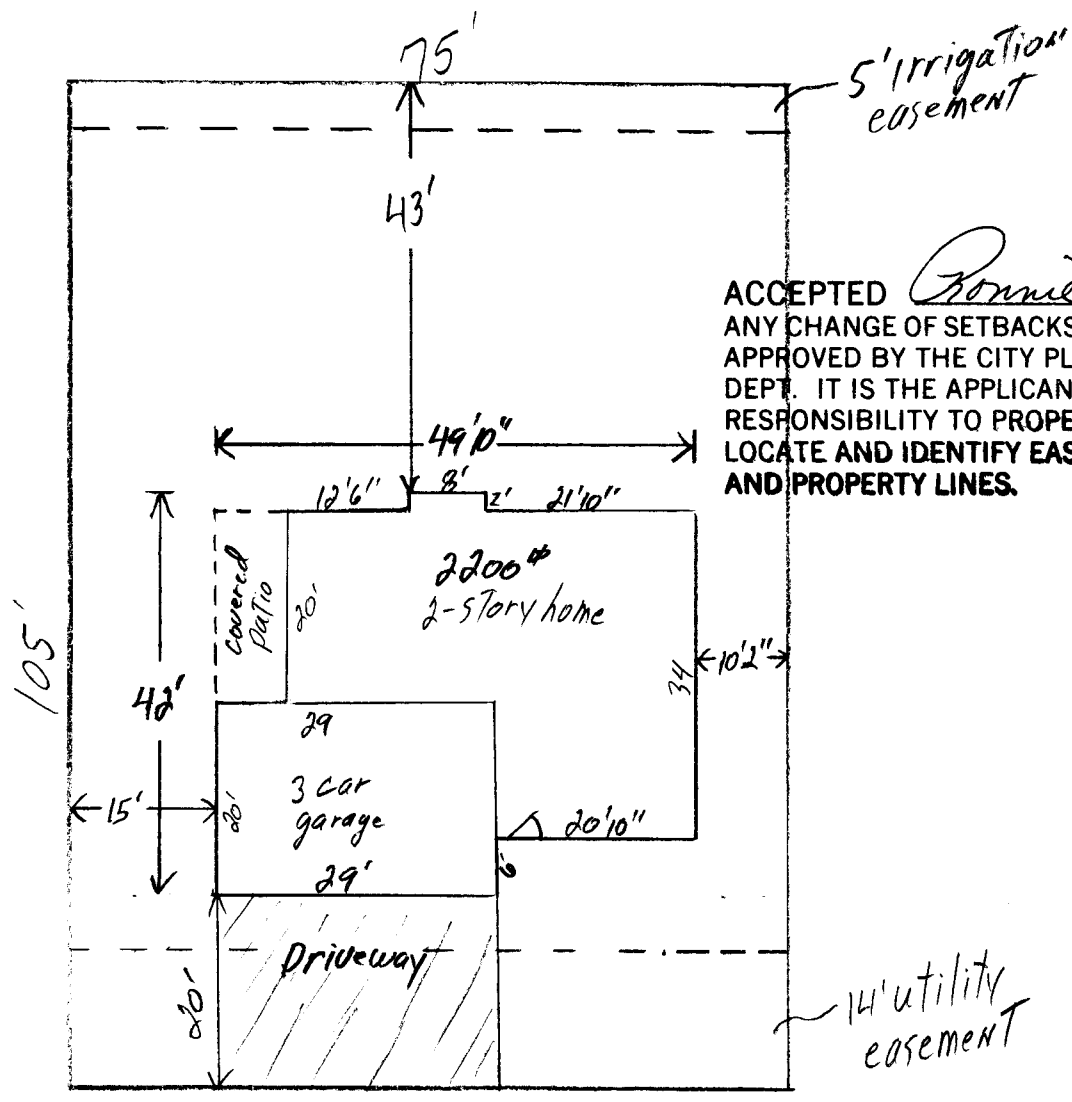 75'
5' Irrigation
easement
43'
ACCEPTED Ronnie
ANY CHANGE OF SETBACKS
APPROVED BY THE CITY PL
DEPT. IT IS THE APPLICAN
RESPONSIBILITY TO PROPE
LOCATE AND IDENTIFY EAS
AND PROPERTY LINES.
49'10"
12'6" 8' 2' 21'10"
covered
patio
20'
2200
2-story home
105'
42'
34
10'2"
29
15'
20'
3 car
garage
20'10"
6'
29'
Driveway
20'
14' utility
easement